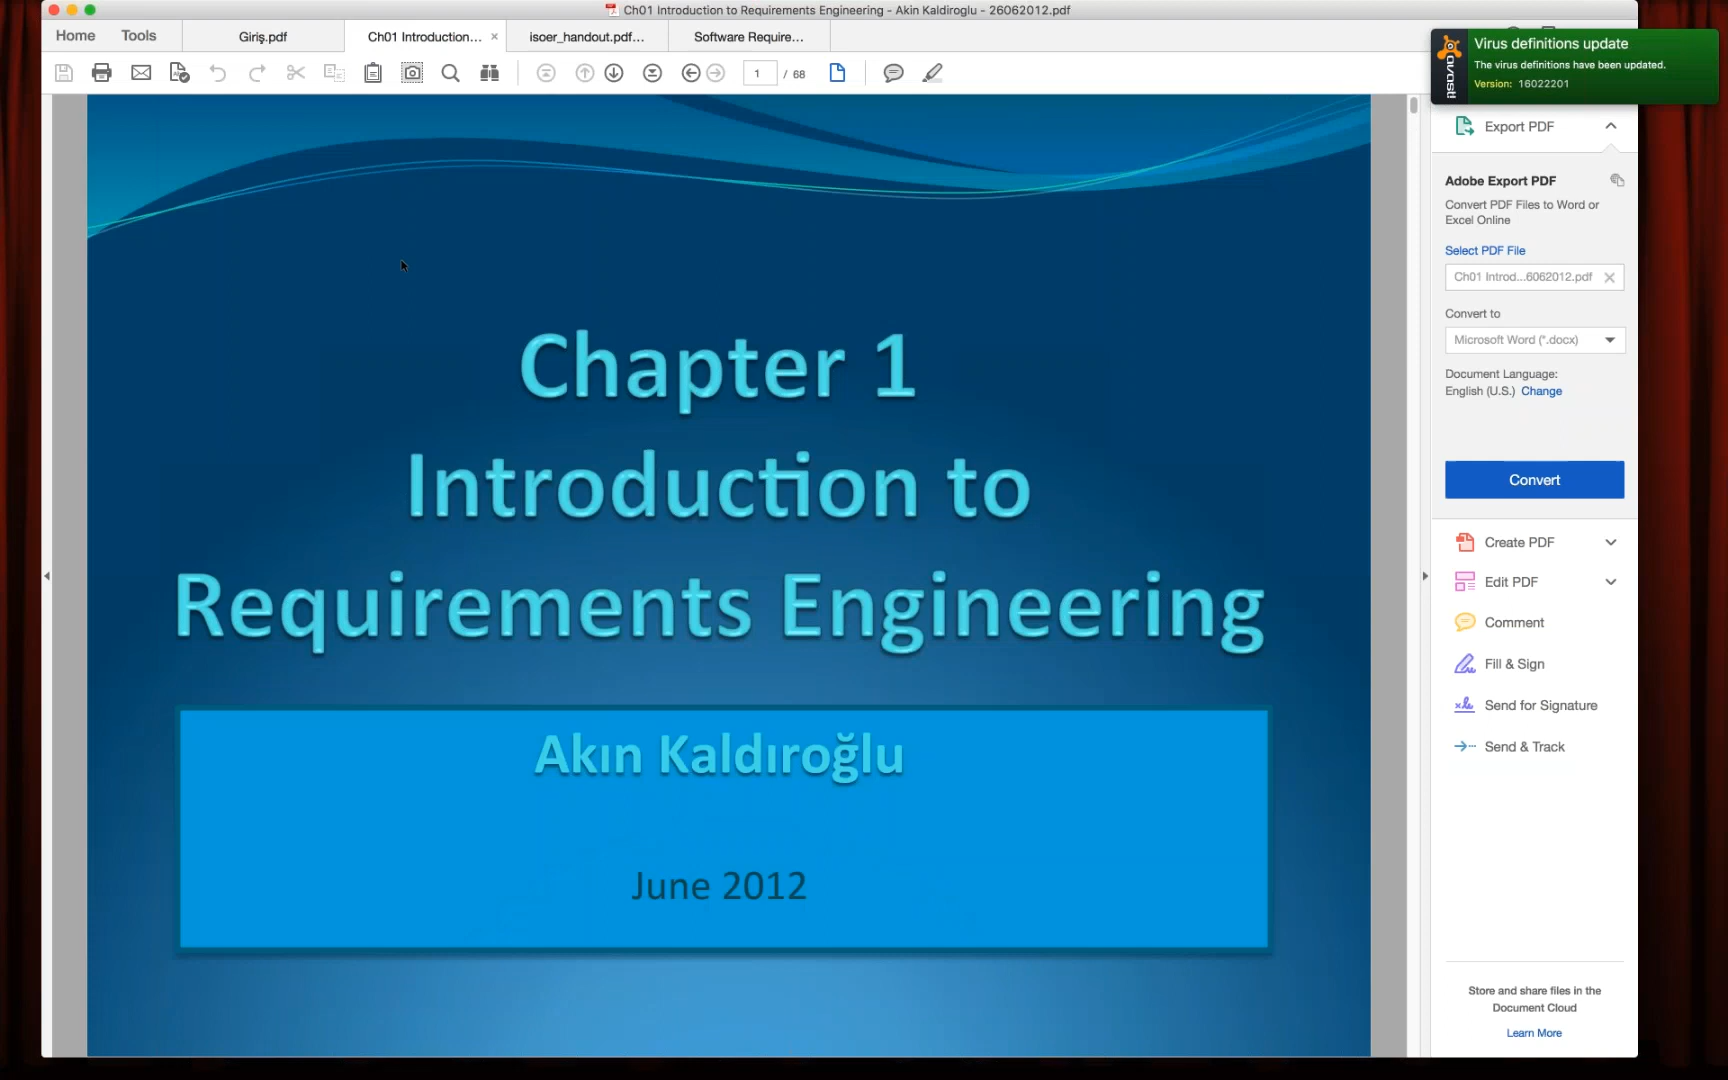 Ch01 Introduction to Requirements Engineering - Akin Kaldiroglu - 26062012.pdf
Home Tools Giriş.pdf Ch01 Introduction... × isoer_handout.pdf... Software Require...
1 / 68
avast!
Virus definitions update
The virus definitions have been updated.
Version: 16022201
Export PDF
Adobe Export PDF
Convert PDF Files to Word or
Excel Online
Select PDF File
Ch01 Introd...6062012.pdf
Convert to
Microsoft Word (*.docx)
Document Language:
English (U.S.) Change
Convert
Create PDF
Edit PDF
Comment
Fill & Sign
Send for Signature
Send & Track
Store and share files in the
Document Cloud
Learn More
Chapter 1
Introduction to
Requirements Engineering
Akın Kaldıroğlu
June 2012